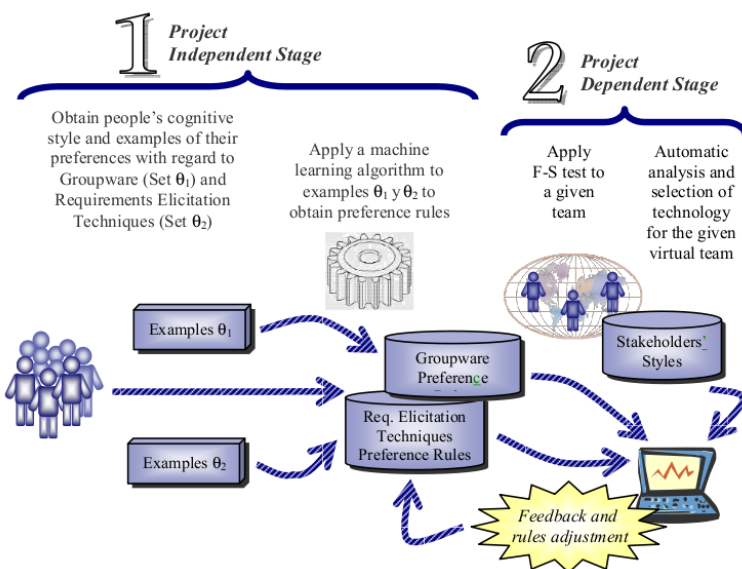 1
Project
Independent Stage
Obtain people's cognitive
style and examples of their
preferences with regard to
Groupware (Set θ1) and
Requirements Elicitation
Techniques (Set θ2)
Apply a machine
learning algorithm to
examples θ1 y θ2 to
obtain preference rules
2
Project
Dependent Stage
Apply
F-S test to
a given
team
Automatic
analysis and
selection of
technology
for the given
virtual team
Examples θ1
Examples θ2
Groupware
Preference
Req. Elicitation
Techniques
Preference Rules
Stakeholders'
Styles
Feedback and
rules adjustment